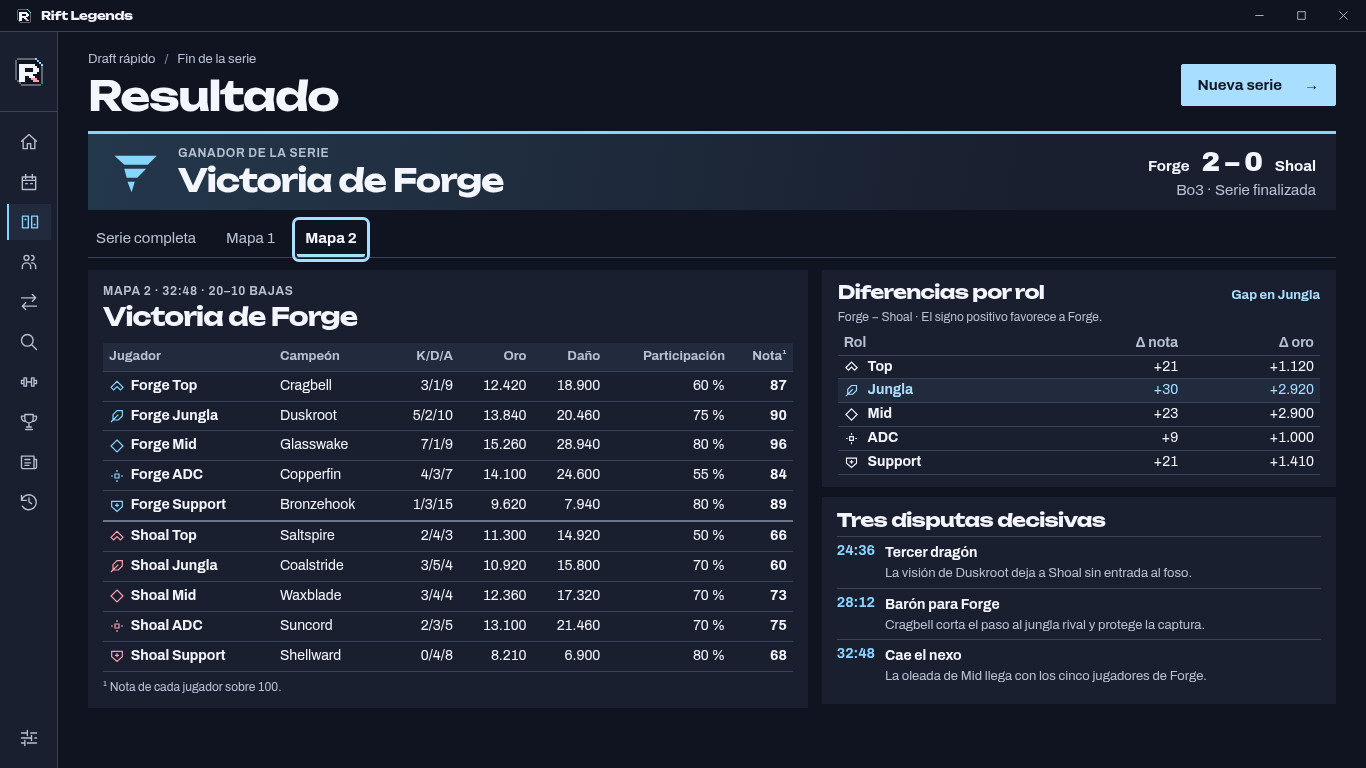 Rift Legends
Draft rápido / Fin de la serie
Resultado
Nueva serie →
GANADOR DE LA SERIE
Victoria de Forge
Forge 2 – 0 Shoal
Bo3 · Serie finalizada
Serie completa Mapa 1 Mapa 2
MAPA 2 · 32:48 · 20–10 BAJAS
Victoria de Forge
Jugador Campeón K/D/A Oro Daño Participación Nota¹
Forge Top Cragbell 3/1/9 12.420 18.900 60 % 87
Forge Jungla Duskroot 5/2/10 13.840 20.460 75 % 90
Forge Mid Glasswake 7/1/9 15.260 28.940 80 % 96
Forge ADC Copperfin 4/3/7 14.100 24.600 55 % 84
Forge Support Bronzehook 1/3/15 9.620 7.940 80 % 89
Shoal Top Saltspire 2/4/3 11.300 14.920 50 % 66
Shoal Jungla Coalstride 3/5/4 10.920 15.800 70 % 60
Shoal Mid Waxblade 3/4/4 12.360 17.320 70 % 73
Shoal ADC Suncord 2/3/5 13.100 21.460 70 % 75
Shoal Support Shellward 0/4/8 8.210 6.900 80 % 68
¹ Nota de cada jugador sobre 100.
Diferencias por rol Gap en Jungla
Forge − Shoal · El signo positivo favorece a Forge.
Rol Δ nota Δ oro
Top +21 +1.120
Jungla +30 +2.920
Mid +23 +2.900
ADC +9 +1.000
Support +21 +1.410
Tres disputas decisivas
24:36 Tercer dragón
La visión de Duskroot deja a Shoal sin entrada al foso.
28:12 Barón para Forge
Cragbell corta el paso al jungla rival y protege la captura.
32:48 Cae el nexo
La oleada de Mid llega con los cinco jugadores de Forge.